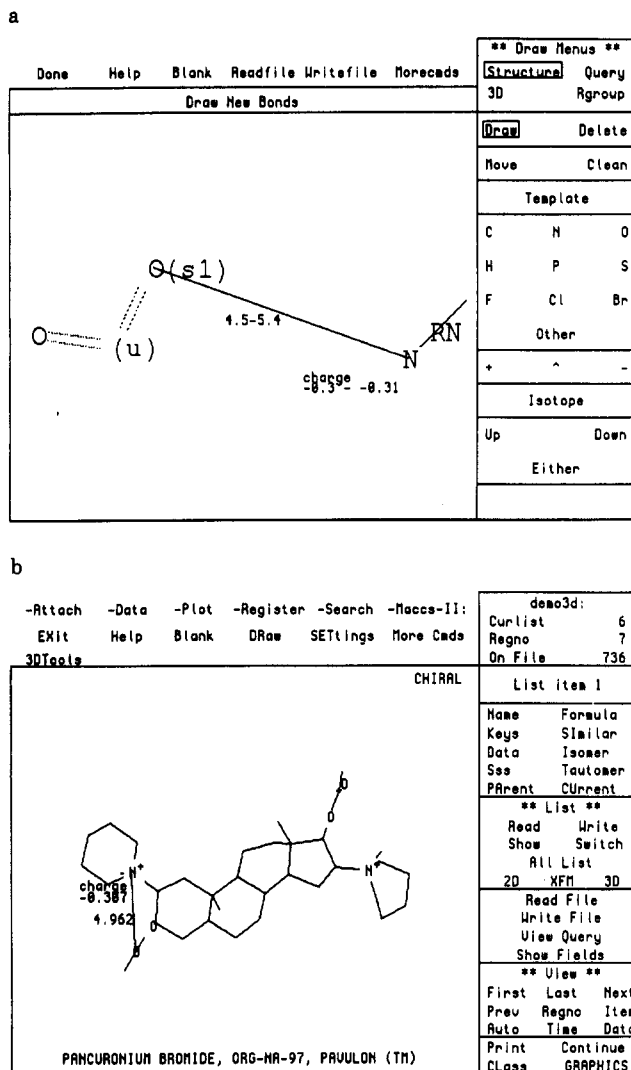 a
** Draw Menus **
Done Help Blank Readfile Writefile Morecmds
Structure Query
3D Rgroup
Draw New Bonds
Draw Delete
Move Clean
Template
C N O
H P S
F Cl Br
Other
+ ^ -
Isotope
Up Down
Either
O(s1)
4.5-5.4
O
(u)
RN
N
charge
-0.3 - -0.31
b
-Attach -Data -Plot -Register -Search -Maccs-II:
EXit Help Blank DRaw SETtings More Cmds
3DTools
demo3d:
Curlist 6
Regno 7
On File 736
CHIRAL
List item 1
Name Formula
Keys SImilar
Data Isomer
Sss Tautomer
PArent CUrrent
** List **
Read Write
Show Switch
All List
2D XFM 3D
Read File
Write File
View Query
Show Fields
** View **
First Last Next
Prev Regno Item
Auto Time Data
Print Continue
CLass GRAPHICS
O
O
N+
N+
charge
-0.307
4.962
O
O
PANCURONIUM BROMIDE, ORG-NA-97, PAVULON (TM)